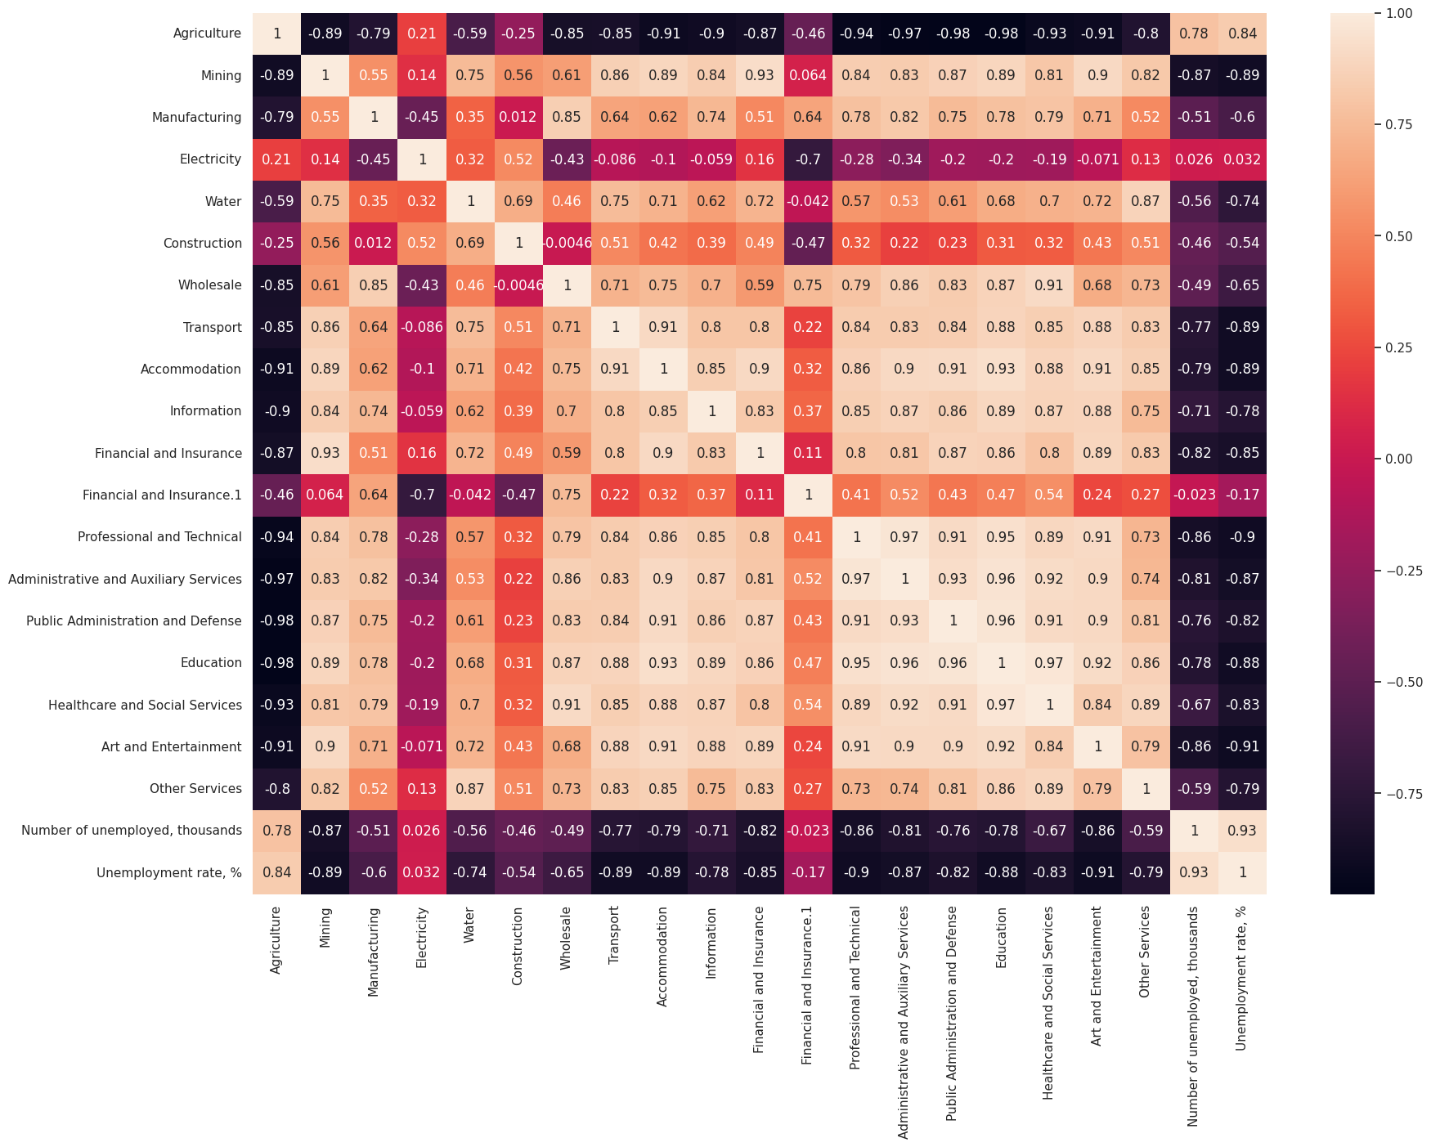 Agriculture 1 -0.89 -0.79 0.21 -0.59 -0.25 -0.85 -0.85 -0.91 -0.9 -0.87 -0.46 -0.94 -0.97 -0.98 -0.98 -0.93 -0.91 -0.8 0.78 0.84
Mining -0.89 1 0.55 0.14 0.75 0.56 0.61 0.86 0.89 0.84 0.93 0.064 0.84 0.83 0.87 0.89 0.81 0.9 0.82 -0.87 -0.89
Manufacturing -0.79 0.55 1 -0.45 0.35 0.012 0.85 0.64 0.62 0.74 0.51 0.64 0.78 0.82 0.75 0.78 0.79 0.71 0.52 -0.51 -0.6
Electricity 0.21 0.14 -0.45 1 0.32 0.52 -0.43 -0.086 -0.1 -0.059 0.16 -0.7 -0.28 -0.34 -0.2 -0.2 -0.19 -0.071 0.13 0.026 0.032
Water -0.59 0.75 0.35 0.32 1 0.69 0.46 0.75 0.71 0.62 0.72 -0.042 0.57 0.53 0.61 0.68 0.7 0.72 0.87 -0.56 -0.74
Construction -0.25 0.56 0.012 0.52 0.69 1 -0.0046 0.51 0.42 0.39 0.49 -0.47 0.32 0.22 0.23 0.31 0.32 0.43 0.51 -0.46 -0.54
Wholesale -0.85 0.61 0.85 -0.43 0.46 -0.0046 1 0.71 0.75 0.7 0.59 0.75 0.79 0.86 0.83 0.87 0.91 0.68 0.73 -0.49 -0.65
Transport -0.85 0.86 0.64 -0.086 0.75 0.51 0.71 1 0.91 0.8 0.8 0.22 0.84 0.83 0.84 0.88 0.85 0.88 0.83 -0.77 -0.89
Accommodation -0.91 0.89 0.62 -0.1 0.71 0.42 0.75 0.91 1 0.85 0.9 0.32 0.86 0.9 0.91 0.93 0.88 0.91 0.85 -0.79 -0.89
Information -0.9 0.84 0.74 -0.059 0.62 0.39 0.7 0.8 0.85 1 0.83 0.37 0.85 0.87 0.86 0.89 0.87 0.88 0.75 -0.71 -0.78
Financial and Insurance -0.87 0.93 0.51 0.16 0.72 0.49 0.59 0.8 0.9 0.83 1 0.11 0.8 0.81 0.87 0.86 0.8 0.89 0.83 -0.82 -0.85
Financial and Insurance.1 -0.46 0.064 0.64 -0.7 -0.042 -0.47 0.75 0.22 0.32 0.37 0.11 1 0.41 0.52 0.43 0.47 0.54 0.24 0.27 -0.023 -0.17
Professional and Technical -0.94 0.84 0.78 -0.28 0.57 0.32 0.79 0.84 0.86 0.85 0.8 0.41 1 0.97 0.91 0.95 0.89 0.91 0.73 -0.86 -0.9
Administrative and Auxiliary Services -0.97 0.83 0.82 -0.34 0.53 0.22 0.86 0.83 0.9 0.87 0.81 0.52 0.97 1 0.93 0.96 0.92 0.9 0.74 -0.81 -0.87
Public Administration and Defense -0.98 0.87 0.75 -0.2 0.61 0.23 0.83 0.84 0.91 0.86 0.87 0.43 0.91 0.93 1 0.96 0.91 0.9 0.81 -0.76 -0.82
Education -0.98 0.89 0.78 -0.2 0.68 0.31 0.87 0.88 0.93 0.89 0.86 0.47 0.95 0.96 0.96 1 0.97 0.92 0.86 -0.78 -0.88
Healthcare and Social Services -0.93 0.81 0.79 -0.19 0.7 0.32 0.91 0.85 0.88 0.87 0.8 0.54 0.89 0.92 0.91 0.97 1 0.84 0.89 -0.67 -0.83
Art and Entertainment -0.91 0.9 0.71 -0.071 0.72 0.43 0.68 0.88 0.91 0.88 0.89 0.24 0.91 0.9 0.9 0.92 0.84 1 0.79 -0.86 -0.91
Other Services -0.8 0.82 0.52 0.13 0.87 0.51 0.73 0.83 0.85 0.75 0.83 0.27 0.73 0.74 0.81 0.86 0.89 0.79 1 -0.59 -0.79
Number of unemployed, thousands 0.78 -0.87 -0.51 0.026 -0.56 -0.46 -0.49 -0.77 -0.79 -0.71 -0.82 -0.023 -0.86 -0.81 -0.76 -0.78 -0.67 -0.86 -0.59 1 0.93
Unemployment rate, % 0.84 -0.89 -0.6 0.032 -0.74 -0.54 -0.65 -0.89 -0.89 -0.78 -0.85 -0.17 -0.9 -0.87 -0.82 -0.88 -0.83 -0.91 -0.79 0.93 1
Agriculture
Mining
Manufacturing
Electricity
Water
Construction
Wholesale
Transport
Accommodation
Information
Financial and Insurance
Financial and Insurance.1
Professional and Technical
Administrative and Auxiliary Services
Public Administration and Defense
Education
Healthcare and Social Services
Art and Entertainment
Other Services
Number of unemployed, thousands
Unemployment rate, %
1.00
0.75
0.50
0.25
0.00
−0.25
−0.50
−0.75